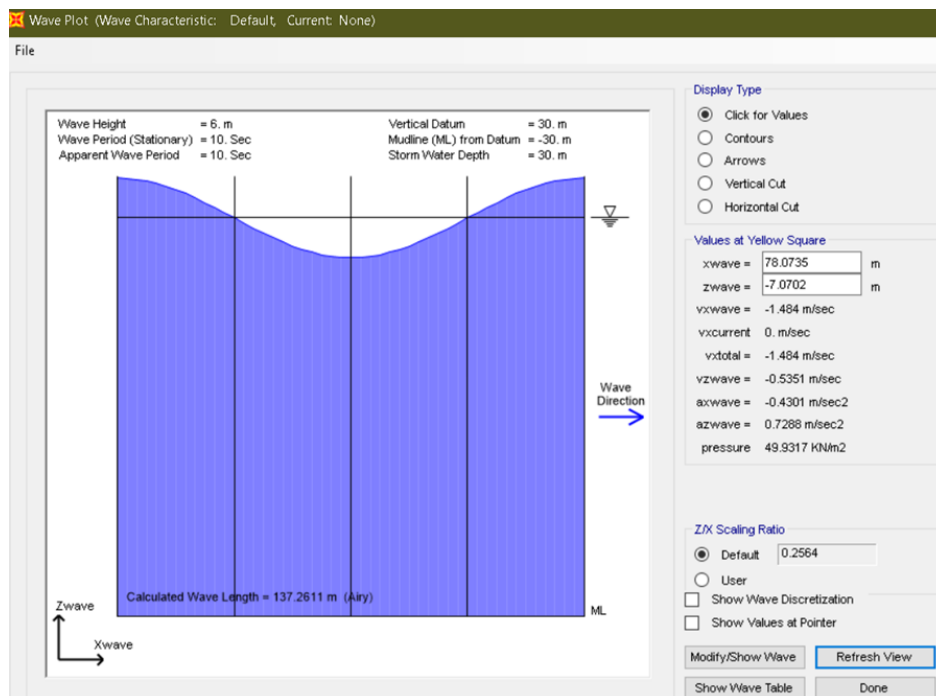 Wave Plot (Wave Characteristic: Default, Current: None)
File
Wave Height = 6. m
Wave Period (Stationary) = 10. Sec
Apparent Wave Period = 10. Sec
Vertical Datum = 30. m
Mudline (ML) from Datum = -30. m
Storm Water Depth = 30. m
Wave
Direction
Calculated Wave Length = 137.2611 m (Airy)
ML
Zwave
Xwave
Display Type
Click for Values
Contours
Arrows
Vertical Cut
Horizontal Cut
Values at Yellow Square
xwave = 78.0735 m
zwave = -7.0702 m
vxwave = -1.484 m/sec
vxcurrent 0. m/sec
vxtotal = -1.484 m/sec
vzwave = -0.5351 m/sec
axwave = -0.4301 m/sec2
azwave = 0.7288 m/sec2
pressure 49.9317 KN/m2
Z/X Scaling Ratio
Default 0.2564
User
Show Wave Discretization
Show Values at Pointer
Modify/Show Wave Refresh View
Show Wave Table Done